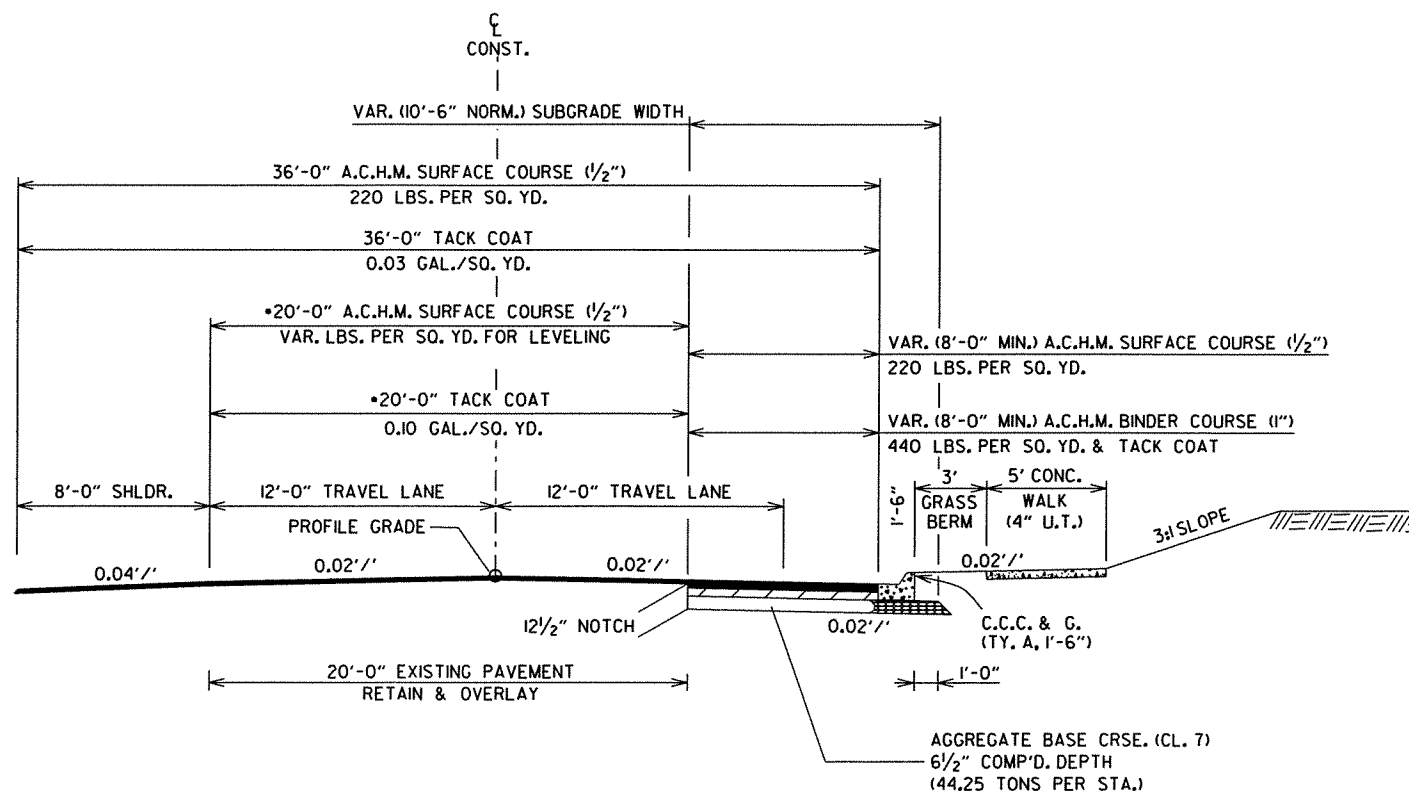 ℄
CONST.
VAR. (10'-6" NORM.) SUBGRADE WIDTH
36'-0" A.C.H.M. SURFACE COURSE (1/2")
220 LBS. PER SQ. YD.
36'-0" TACK COAT
0.03 GAL./SQ. YD.
•20'-0" A.C.H.M. SURFACE COURSE (1/2")
VAR. LBS. PER SQ. YD. FOR LEVELING
VAR. (8'-0" MIN.) A.C.H.M. SURFACE COURSE (1/2")
220 LBS. PER SQ. YD.
•20'-0" TACK COAT
0.10 GAL./SQ. YD.
VAR. (8'-0" MIN.) A.C.H.M. BINDER COURSE (1")
440 LBS. PER SQ. YD. & TACK COAT
8'-0" SHLDR.
12'-0" TRAVEL LANE
12'-0" TRAVEL LANE
1'-6"
3'
GRASS
BERM
5' CONC.
WALK
(4" U.T.)
PROFILE GRADE
3:1 SLOPE
0.04'/'
0.02'/'
0.02'/'
0.02'/'
12 1/2" NOTCH
0.02'/'
C.C.C. & G.
(TY. A, 1'-6")
20'-0" EXISTING PAVEMENT
RETAIN & OVERLAY
1'-0"
AGGREGATE BASE CRSE. (CL. 7)
6 1/2" COMP'D. DEPTH
(44.25 TONS PER STA.)